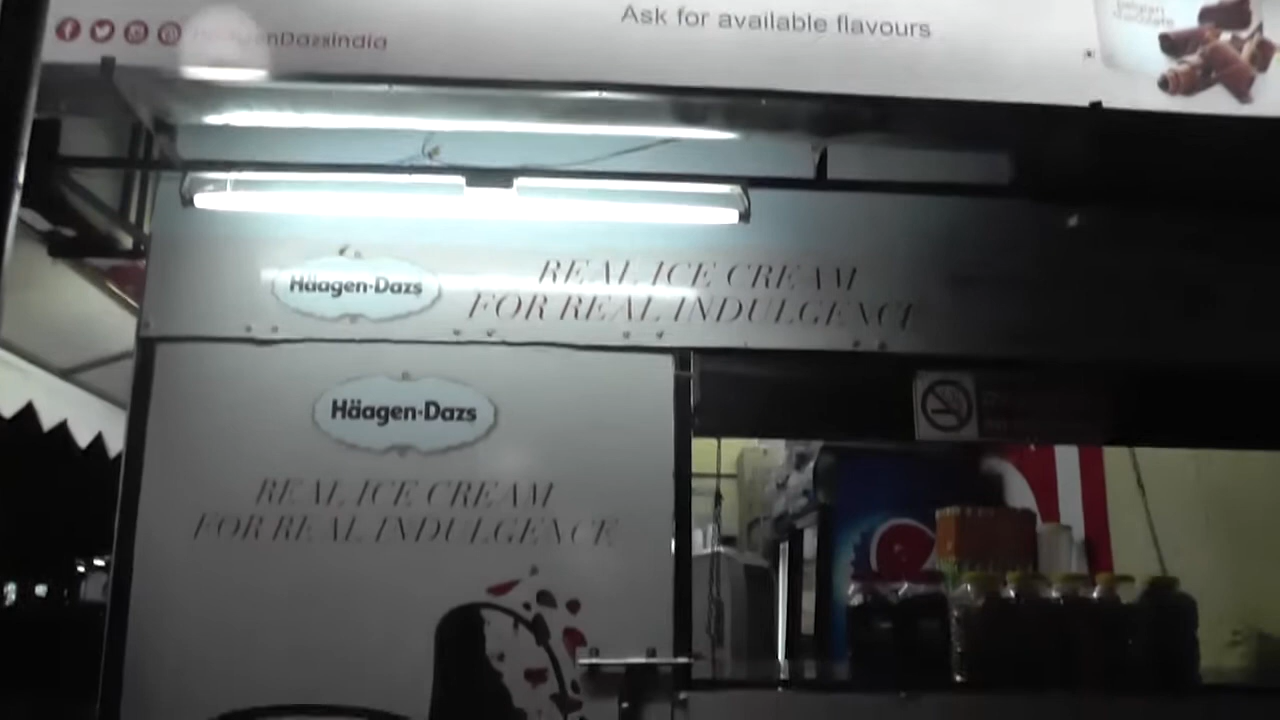 HäagenDazsIndia
Ask for available flavours
Häagen-Dazs
REAL ICE CREAM
FOR REAL INDULGENCE
Häagen-Dazs
REAL ICE CREAM
FOR REAL INDULGENCE